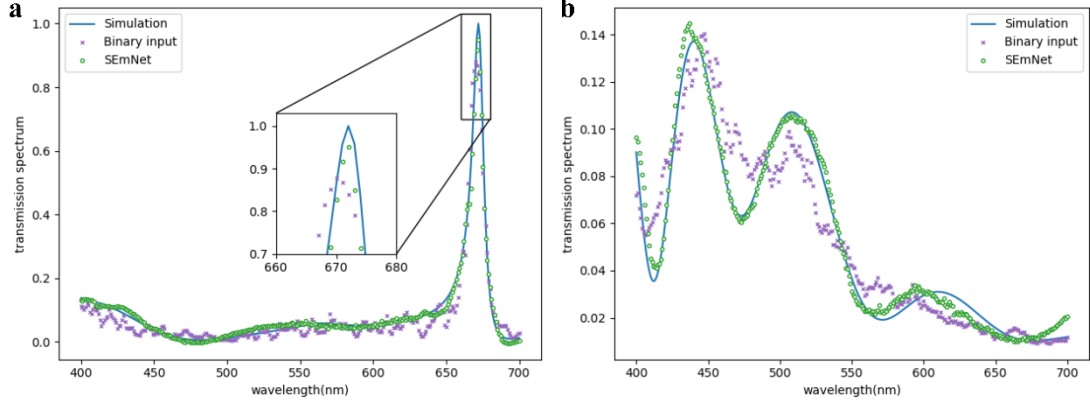 a
Simulation
Binary input
SEmNet
transmission spectrum
1.0
0.8
0.6
0.4
0.2
0.0
1.0
0.9
0.8
0.7
660 670 680
400 450 500 550 600 650 700
wavelength(nm)
b
Simulation
Binary input
SEmNet
transmission spectrum
0.14
0.12
0.10
0.08
0.06
0.04
0.02
400 450 500 550 600 650 700
wavelength(nm)